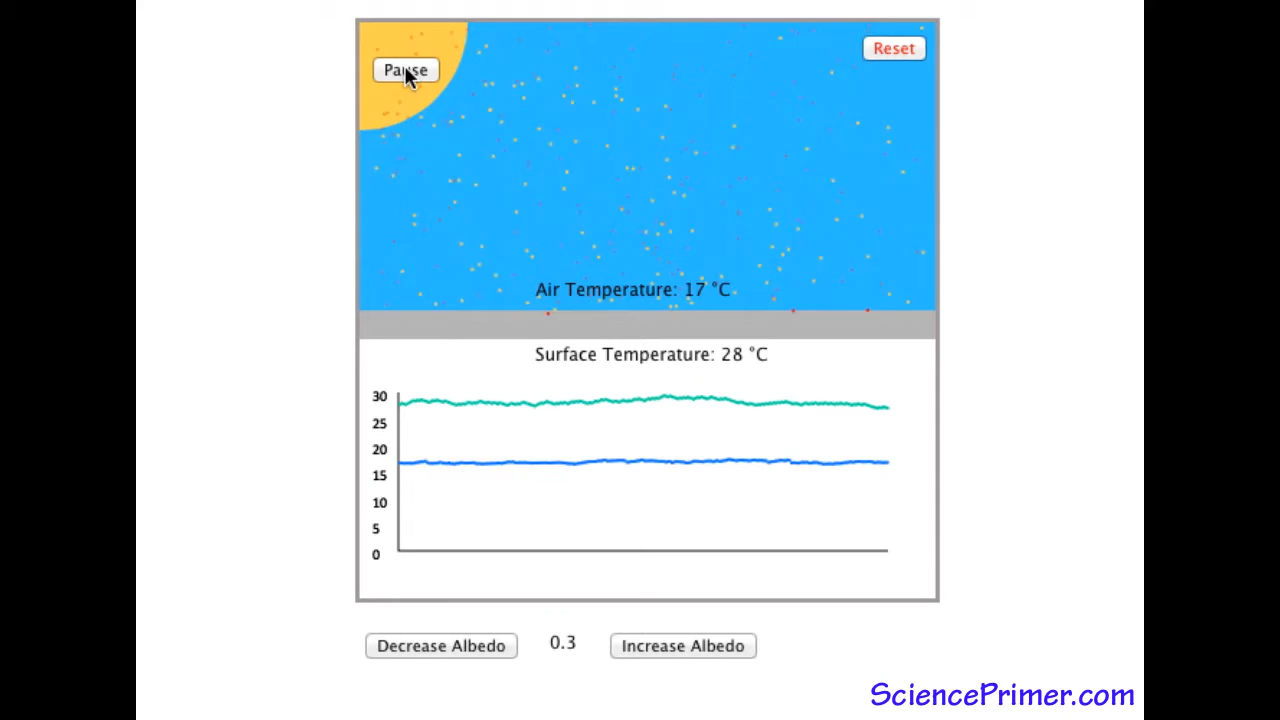 Pause
Reset
Air Temperature: 17 °C
Surface Temperature: 28 °C
30
25
20
15
10
5
0
Decrease Albedo 0.3 Increase Albedo
SciencePrimer.com